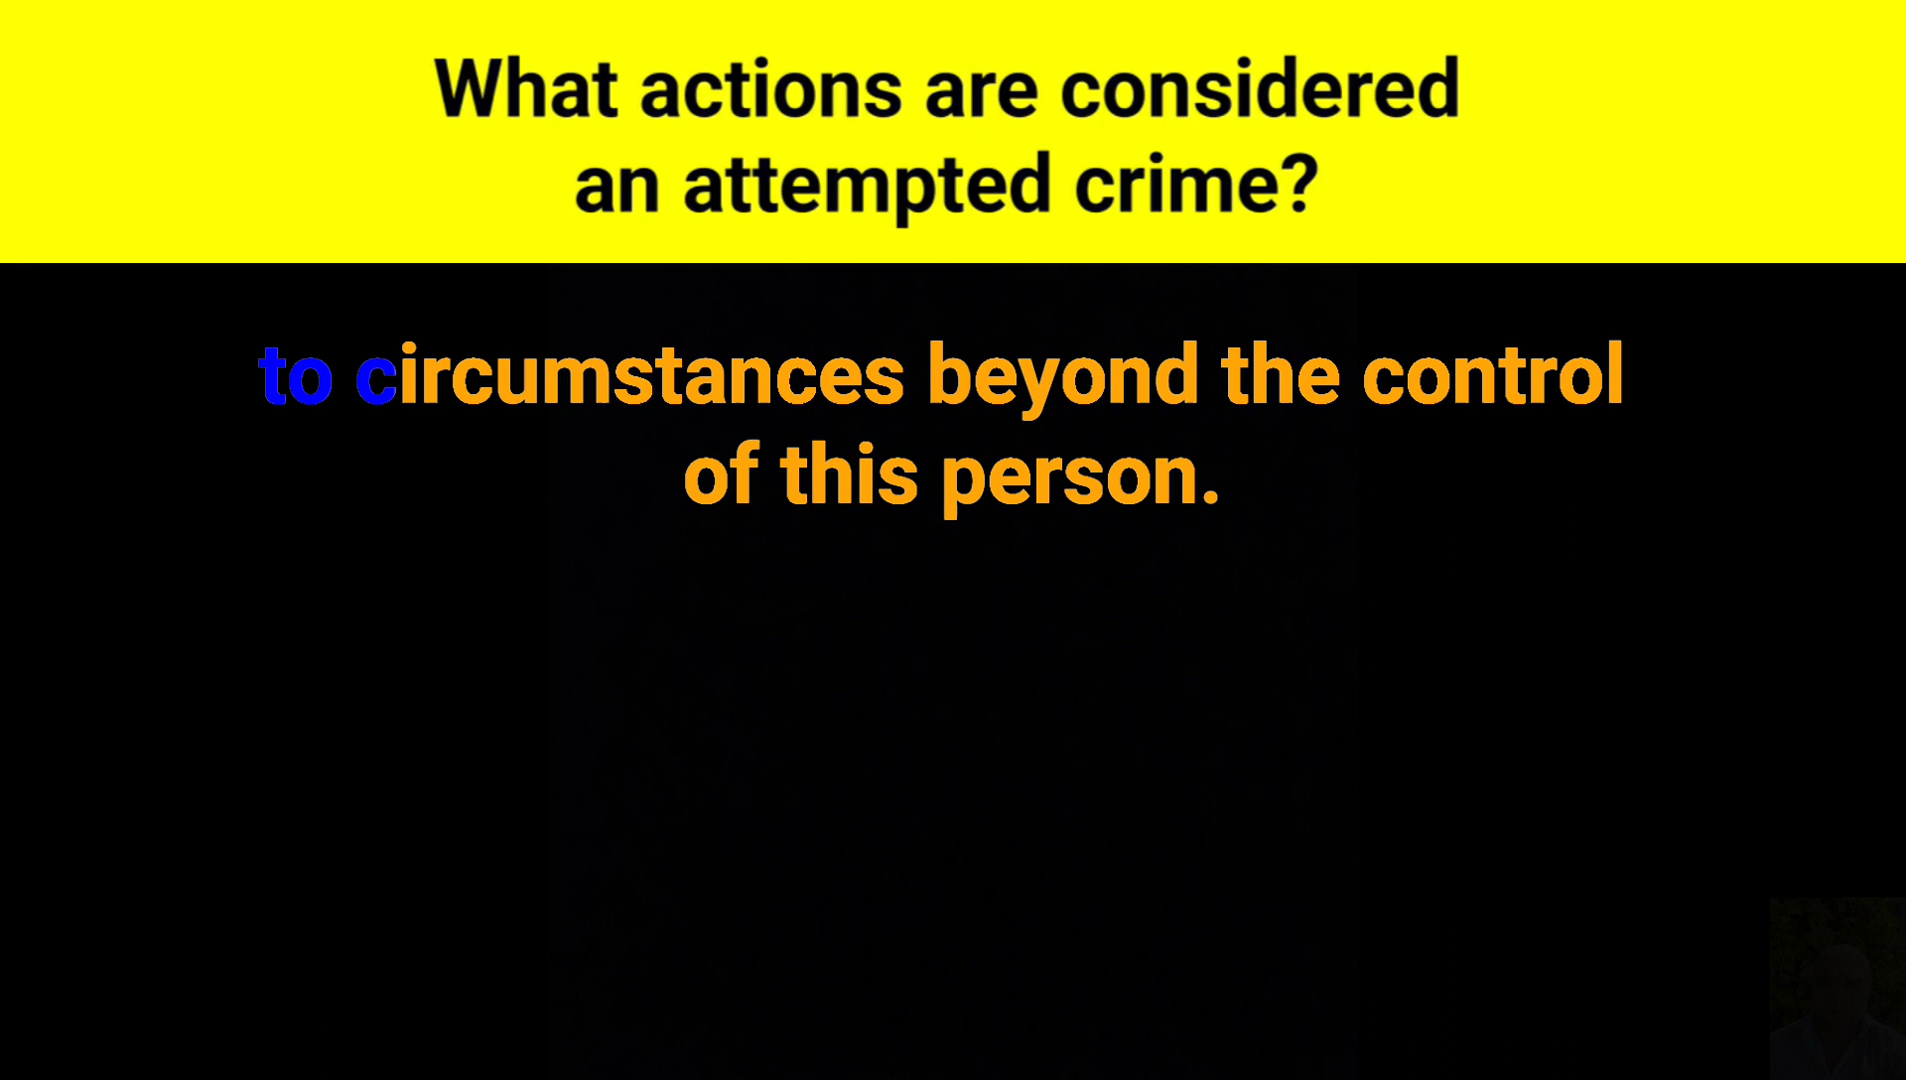 What actions are considered
an attempted crime?
to circumstances beyond the control
of this person.